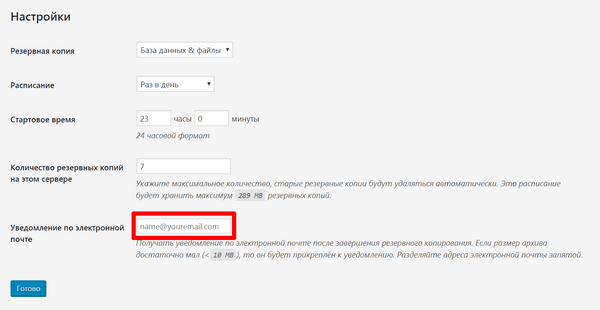 Настройки
Резервная копия
База данных & файлы
Расписание
Раз в день
Стартовое время
23 часы 0 минуты
24 часовой формат
Количество резервных копий
на этом сервере
7
Укажите максимальное количество, старые резервные копии будут удаляться автоматически. Это расписание
будет хранить максимум 289 MB резервных копий.
Уведомление по электронной
почте
name@youremail.com
Получать уведомление по электронной почте после завершения резервного копирования. Если размер архива
достаточно мал (< 10 MB), то он будет прикреплён к уведомлению. Разделяйте адреса электронной почты запятой.
Готово